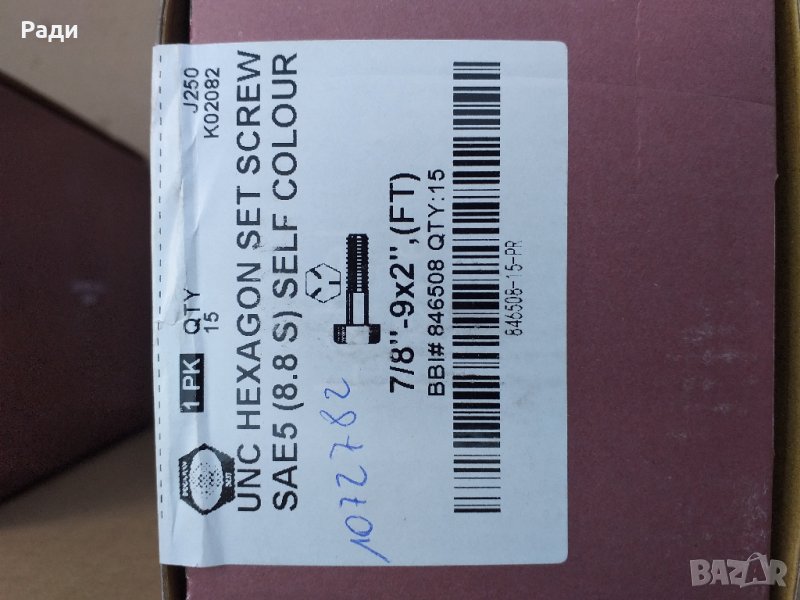 Ради
1.PK QTY J250
15 K02082
UNC HEXAGON SET SCREW
SAE5 (8.8 S) SELF COLOUR
7/8"-9x2",(FT)
BBI# 846508 QTY:15
846508-15-PR
1072782
BAZAR